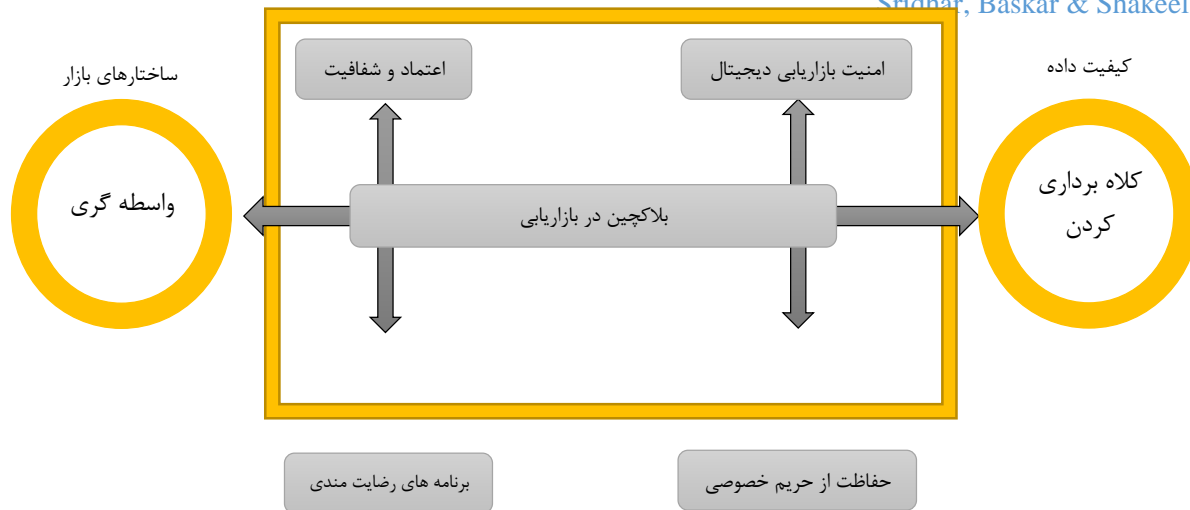 Sridhar, Baskar & Shakeel
اعتماد و شفافیت
امنیت بازاریابی دیجیتال
ساختارهای بازار
کیفیت داده
واسطه گری
بلاکچین در بازاریابی
کلاه برداری
کردن
برنامه های رضایت مندی
حفاظت از حریم خصوصی